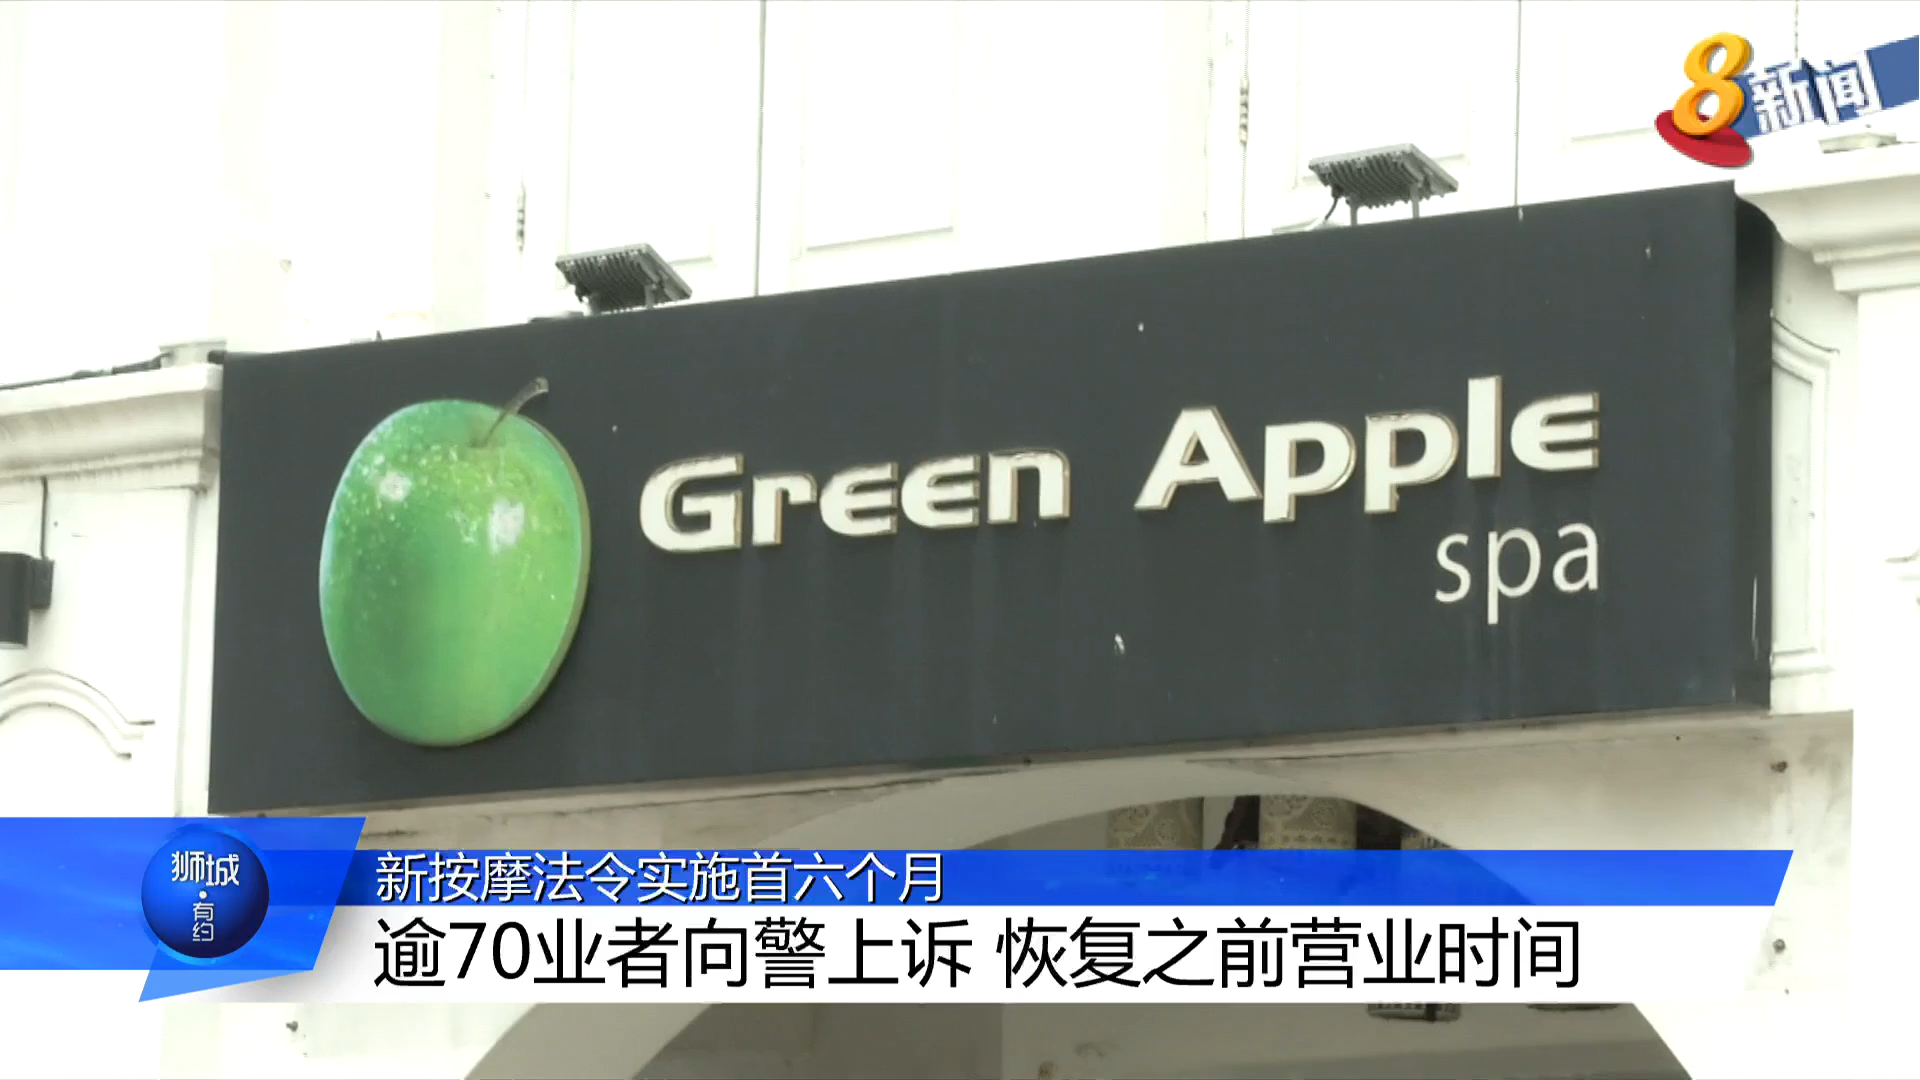 8新闻
Green Apple
spa
狮城
有约
新按摩法令实施首六个月
逾70业者向警上诉 恢复之前营业时间